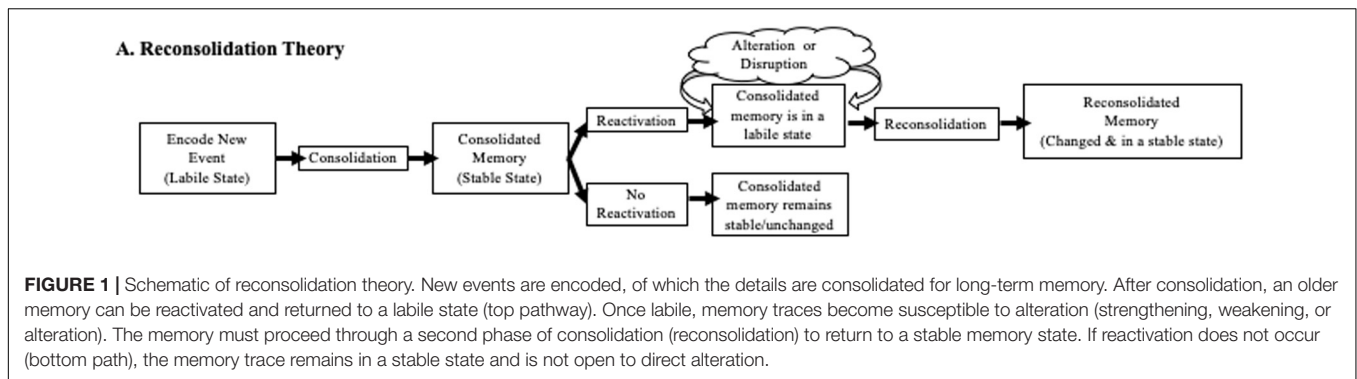 A. Reconsolidation Theory
Alteration or
Disruption
Encode New
Event
(Labile State)
Consolidation
Consolidated
Memory
(Stable State)
Reactivation
Consolidated
memory is in a
labile state
Reconsolidation
Reconsolidated
Memory
(Changed & in a stable state)
No
Reactivation
Consolidated
memory remains
stable/unchanged
FIGURE 1 | Schematic of reconsolidation theory. New events are encoded, of which the details are consolidated for long-term memory. After consolidation, an older
memory can be reactivated and returned to a labile state (top pathway). Once labile, memory traces become susceptible to alteration (strengthening, weakening, or
alteration). The memory must proceed through a second phase of consolidation (reconsolidation) to return to a stable memory state. If reactivation does not occur
(bottom path), the memory trace remains in a stable state and is not open to direct alteration.